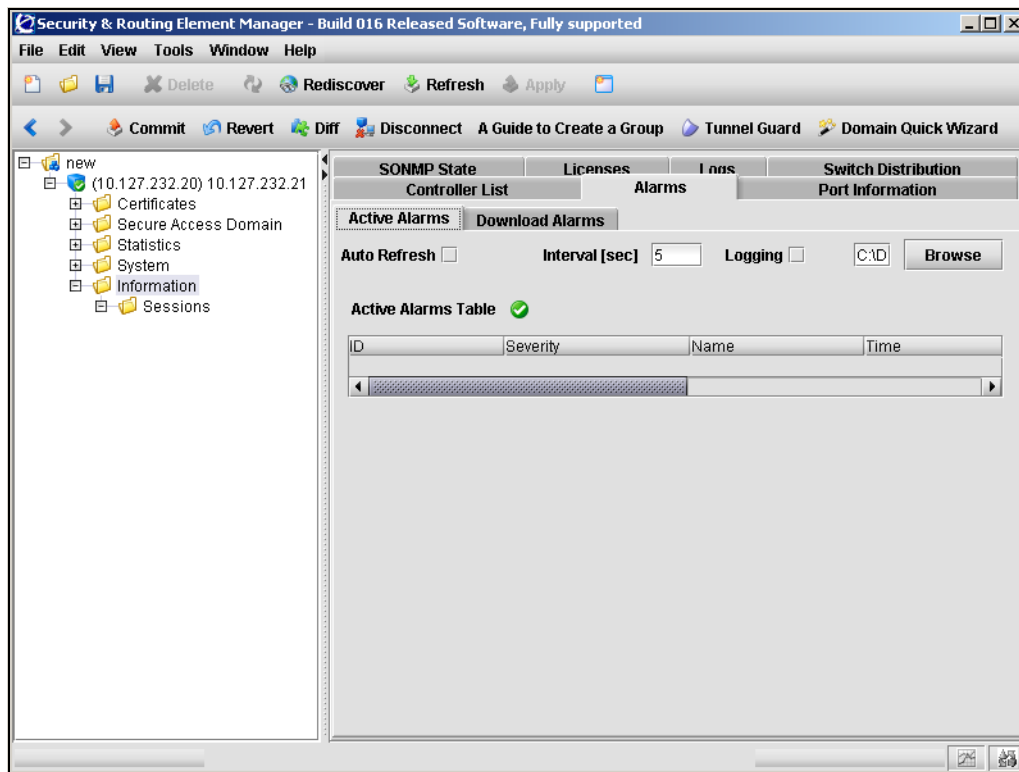 Security & Routing Element Manager - Build 016 Released Software, Fully supported
File Edit View Tools Window Help
Delete Rediscover Refresh Apply
Commit Revert Diff Disconnect A Guide to Create a Group Tunnel Guard Domain Quick Wizard
new
(10.127.232.20) 10.127.232.21
Certificates
Secure Access Domain
Statistics
System
Information
Sessions
SONMP State Licenses Logs Switch Distribution
Controller List Alarms Port Information
Active Alarms Download Alarms
Auto Refresh Interval [sec] 5 Logging C:\D Browse
Active Alarms Table
ID Severity Name Time